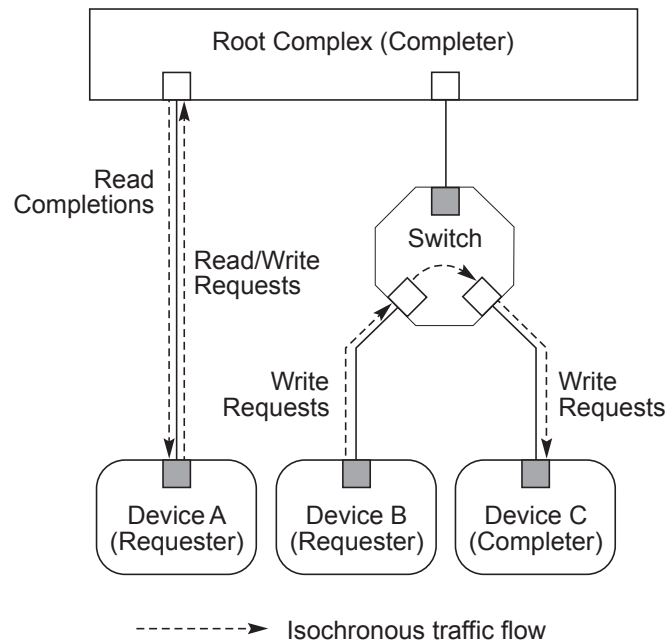 Root Complex (Completer)
Read
Completions
Read/Write
Requests
Switch
Write
Requests
Write
Requests
Device A
(Requester)
Device B
(Requester)
Device C
(Completer)
Isochronous traffic flow